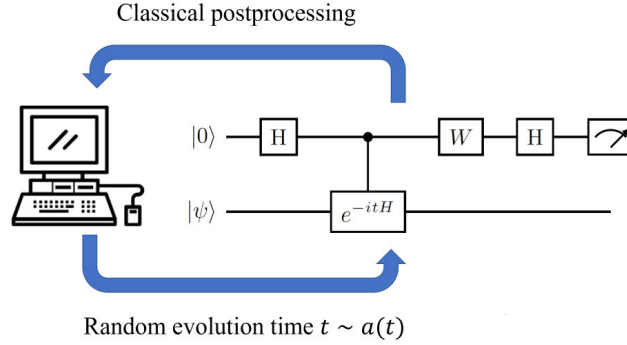 Classical postprocessing
|0⟩ H W H
|ψ⟩ e^{-itH}
Random evolution time t ~ a(t)